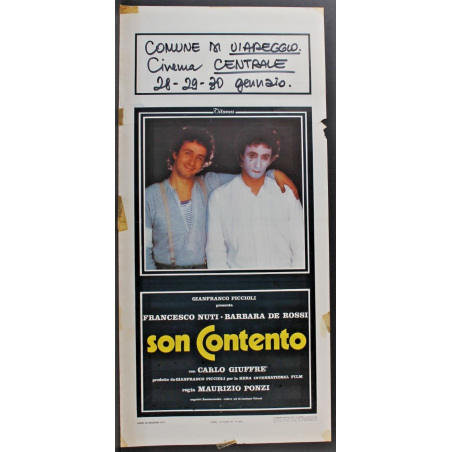 COMUNE DI VIAREGGIO.
Cinema CENTRALE
28-29-30 gennaio.
GIANFRANCO PICCIOLI
presenta
FRANCESCO NUTI - BARBARA DE ROSSI
son Contento
con CARLO GIUFFRE'
prodotto da GIANFRANCO PICCIOLI per la HERA INTERNATIONAL FILM
regia MAURIZIO PONZI